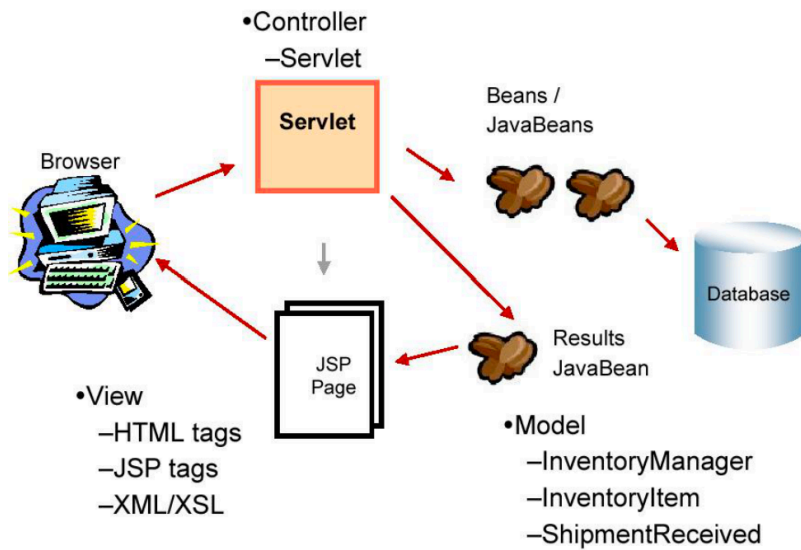 •Controller
–Servlet
Servlet
Beans /
JavaBeans
Browser
Database
JSP
Page
Results
JavaBean
•View
–HTML tags
–JSP tags
–XML/XSL
•Model
–InventoryManager
–InventoryItem
–ShipmentReceived